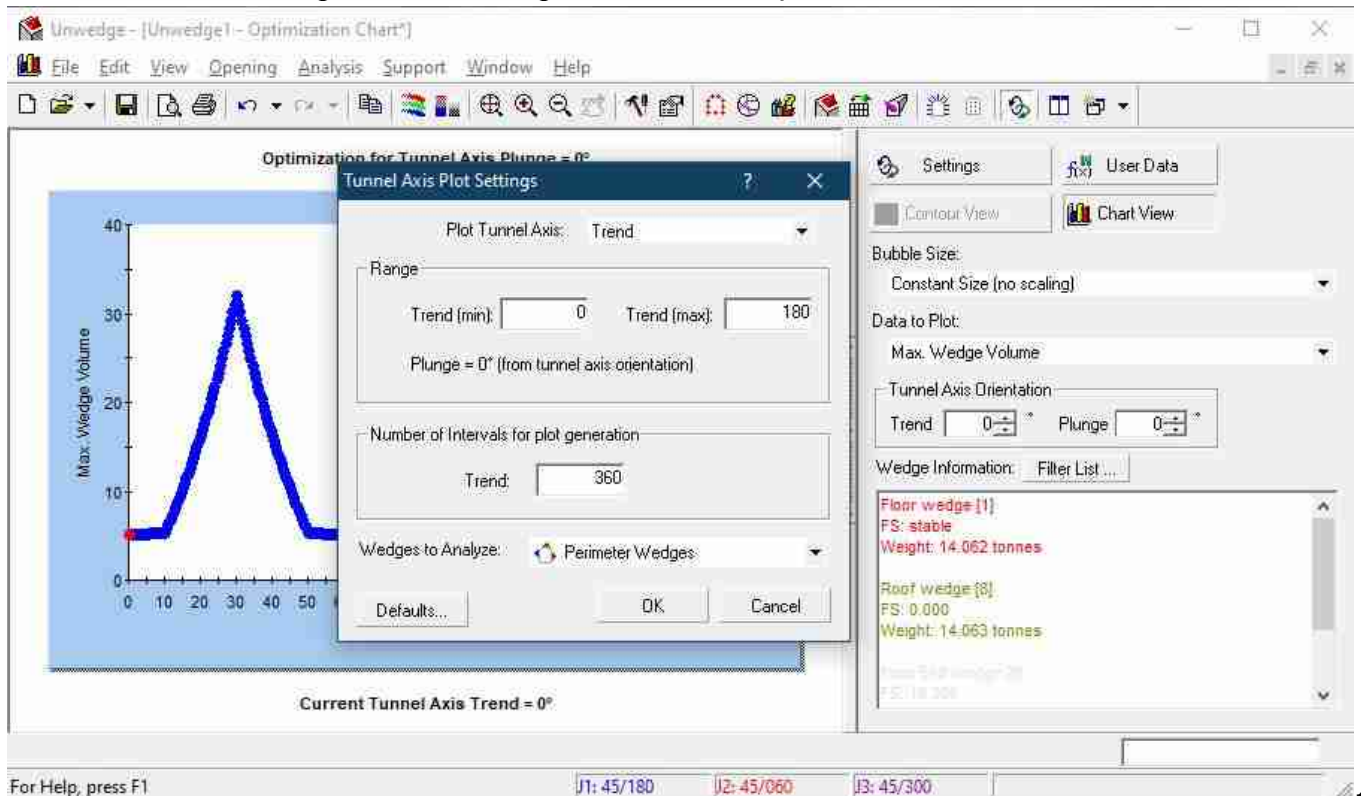 Unwedge - [Unwedge1 - Optimization Chart*]
File Edit View Opening Analysis Support Window Help
Optimization for Tunnel Axis Plunge = 0°
Max. Wedge Volume
40
30
20
10
0
0 10 20 30 40 50
Current Tunnel Axis Trend = 0°
Tunnel Axis Plot Settings ? ×
Plot Tunnel Axis: Trend
Range
Trend (min): 0 Trend (max): 180
Plunge = 0° (from tunnel axis orientation)
Number of Intervals for plot generation
Trend: 360
Wedges to Analyze: Perimeter Wedges
Defaults... OK Cancel
Settings User Data
Contour View Chart View
Bubble Size:
Constant Size (no scaling)
Data to Plot:
Max. Wedge Volume
Tunnel Axis Orientation
Trend 0 ° Plunge 0 °
Wedge Information: Filter List ...
Floor wedge [1]
FS: stable
Weight: 14.062 tonnes
Roof wedge [8]
FS: 0.000
Weight: 14.063 tonnes
For Help, press F1 J1: 45/180 J2: 45/060 J3: 45/300